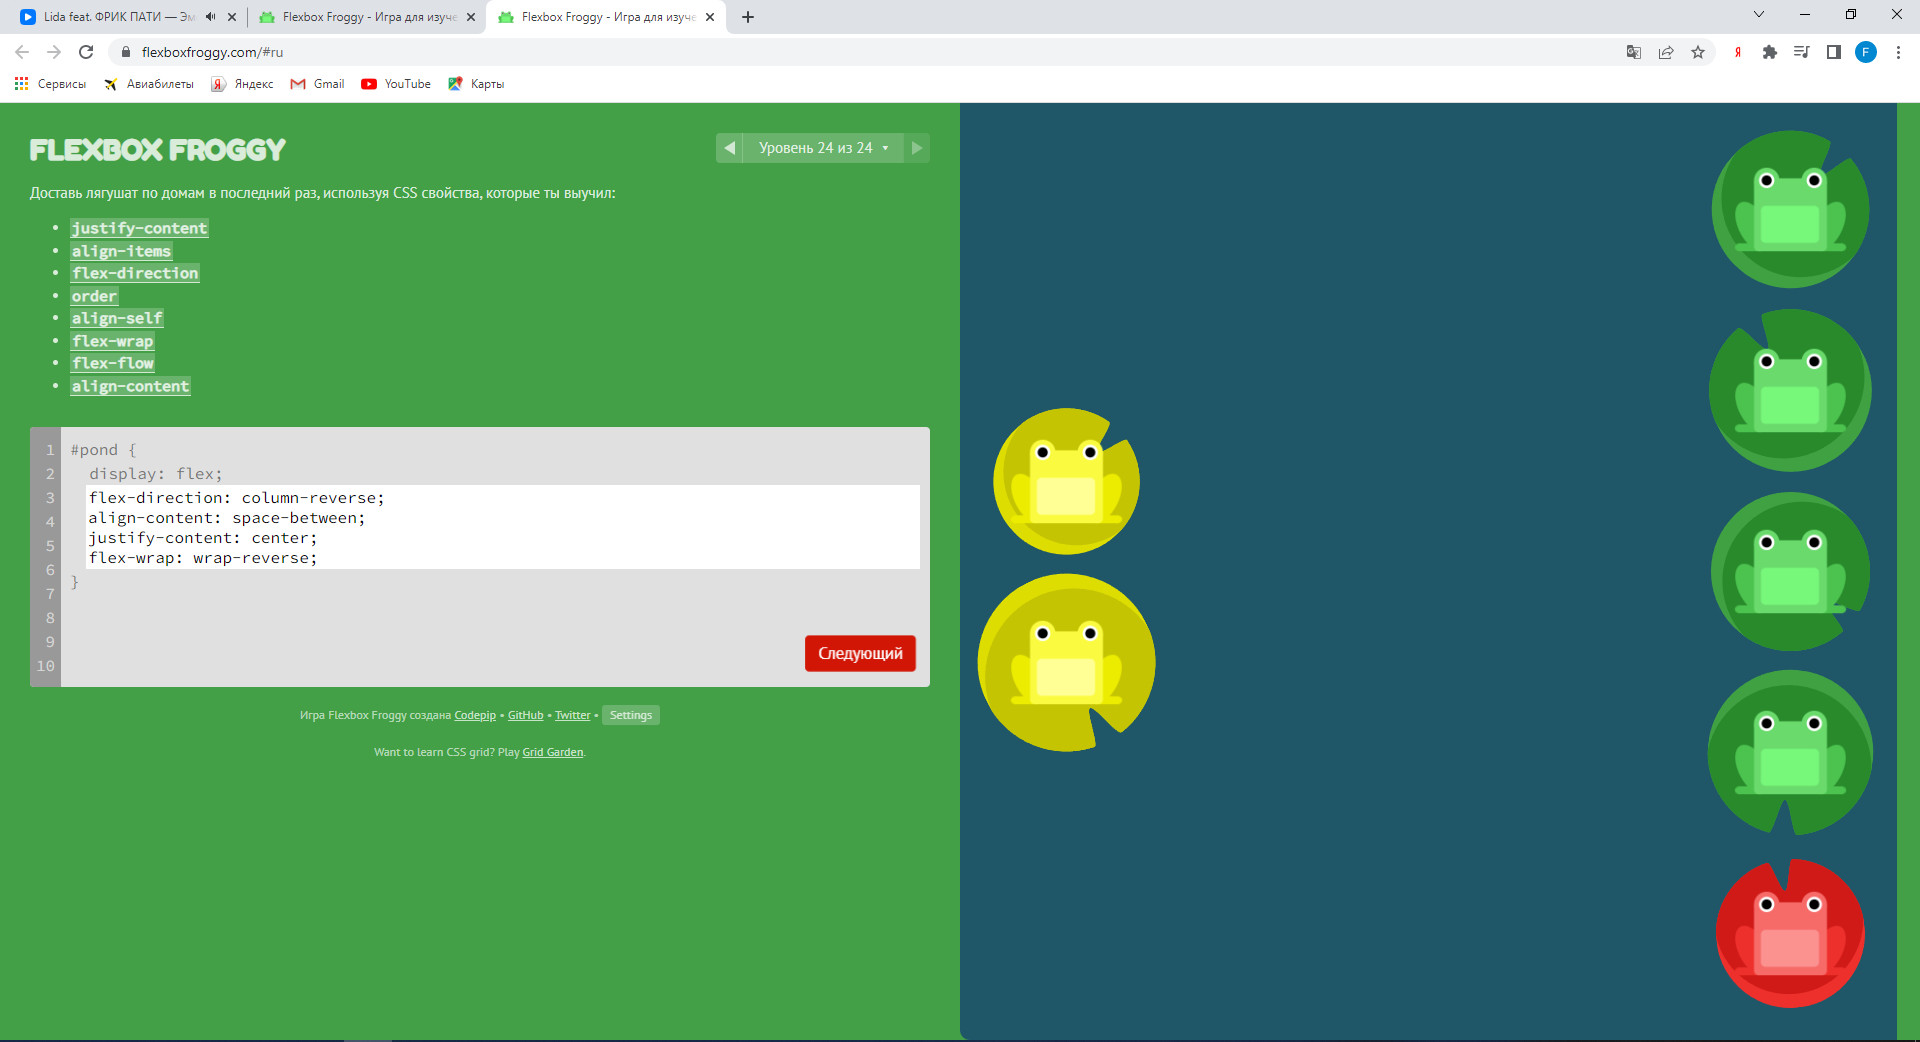 Lida feat. ФРИК ПАТИ — Эм
Flexbox Froggy - Игра для изуче
Flexbox Froggy - Игра для изуче
flexboxfroggy.com/#ru
Я
F
Сервисы
Авиабилеты
Я
Яндекс
Gmail
YouTube
Карты
FLEXBOX FROGGY
Уровень 24 из 24
Доставь лягушат по домам в последний раз, используя CSS свойства, которые ты выучил:
justify-content
align-items
flex-direction
order
align-self
flex-wrap
flex-flow
align-content
1 #pond {
2 display: flex;
3 flex-direction: column-reverse;
4 align-content: space-between;
5 justify-content: center;
6 flex-wrap: wrap-reverse;
7 }
8
9
10
Следующий
Игра Flexbox Froggy создана Codepip • GitHub • Twitter • Settings
Want to learn CSS grid? Play Grid Garden.